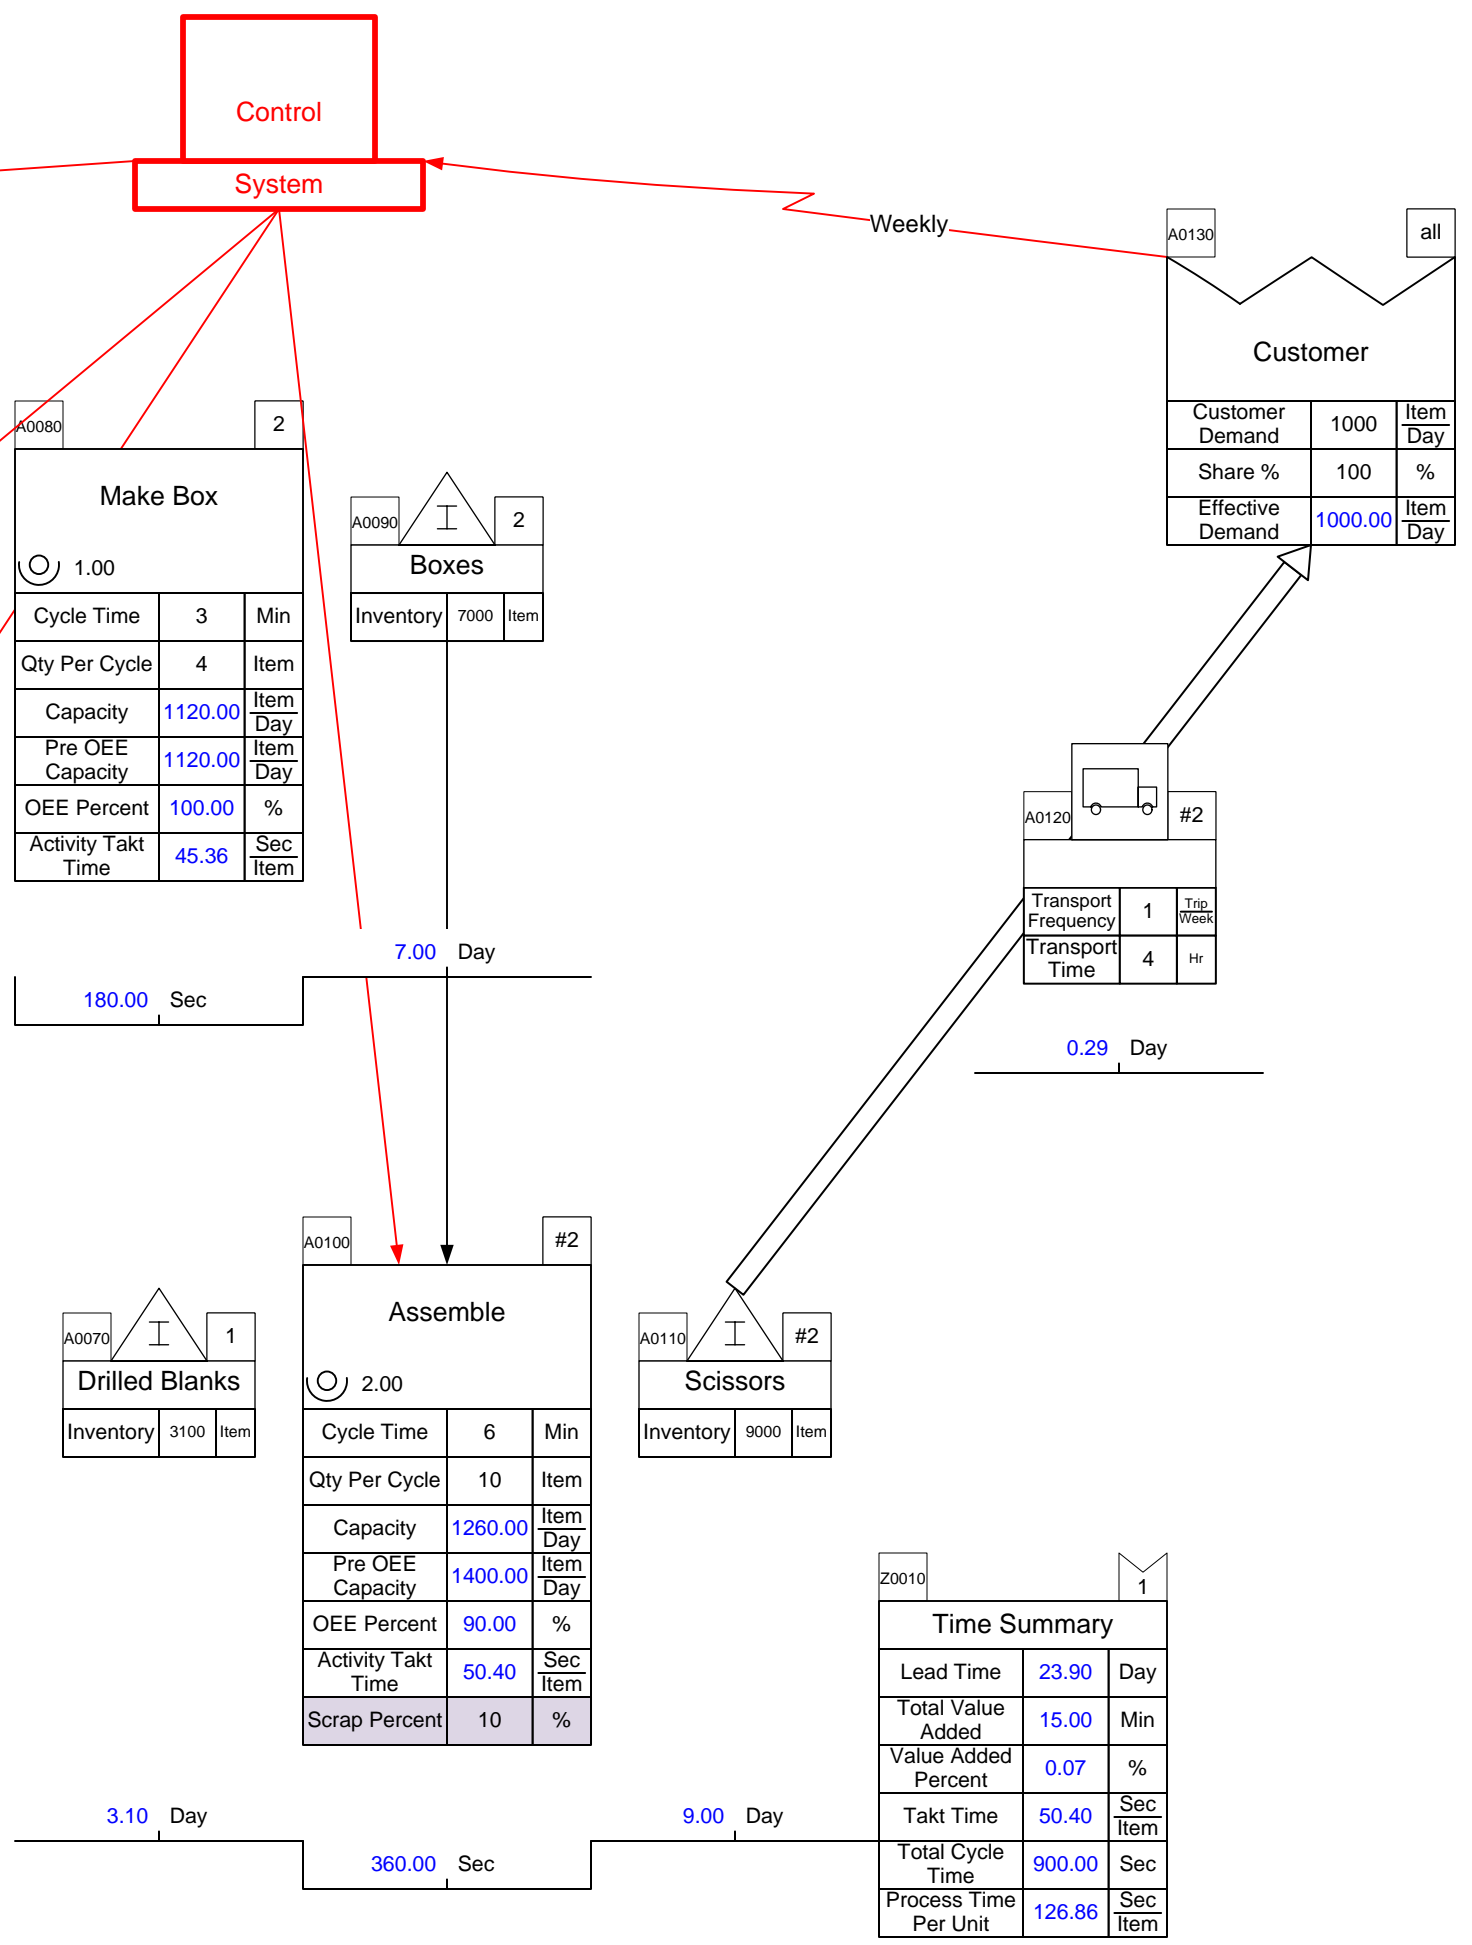 Control
System
Weekly
A0130
all
Customer
Customer
Demand
1000
Item
Day
Share %
100
%
Effective
Demand
1000.00
Item
Day
A0080
2
Make Box
1.00
Cycle Time
3
Min
Qty Per Cycle
4
Item
Capacity
1120.00
Item
Day
Pre OEE
Capacity
1120.00
Item
Day
OEE Percent
100.00
%
Activity Takt
Time
45.36
Sec
Item
A0090
I
2
Boxes
Inventory
7000
Item
A0120
#2
Transport
Frequency
1
Trip
Week
Transport
Time
4
Hr
7.00 Day
180.00 Sec
0.29 Day
A0070
I
1
Drilled Blanks
Inventory
3100
Item
A0100
#2
Assemble
2.00
Cycle Time
6
Min
Qty Per Cycle
10
Item
Capacity
1260.00
Item
Day
Pre OEE
Capacity
1400.00
Item
Day
OEE Percent
90.00
%
Activity Takt
Time
50.40
Sec
Item
Scrap Percent
10
%
A0110
I
#2
Scissors
Inventory
9000
Item
Z0010
1
Time Summary
Lead Time
23.90
Day
Total Value
Added
15.00
Min
Value Added
Percent
0.07
%
Takt Time
50.40
Sec
Item
Total Cycle
Time
900.00
Sec
Process Time
Per Unit
126.86
Sec
Item
3.10 Day
360.00 Sec
9.00 Day